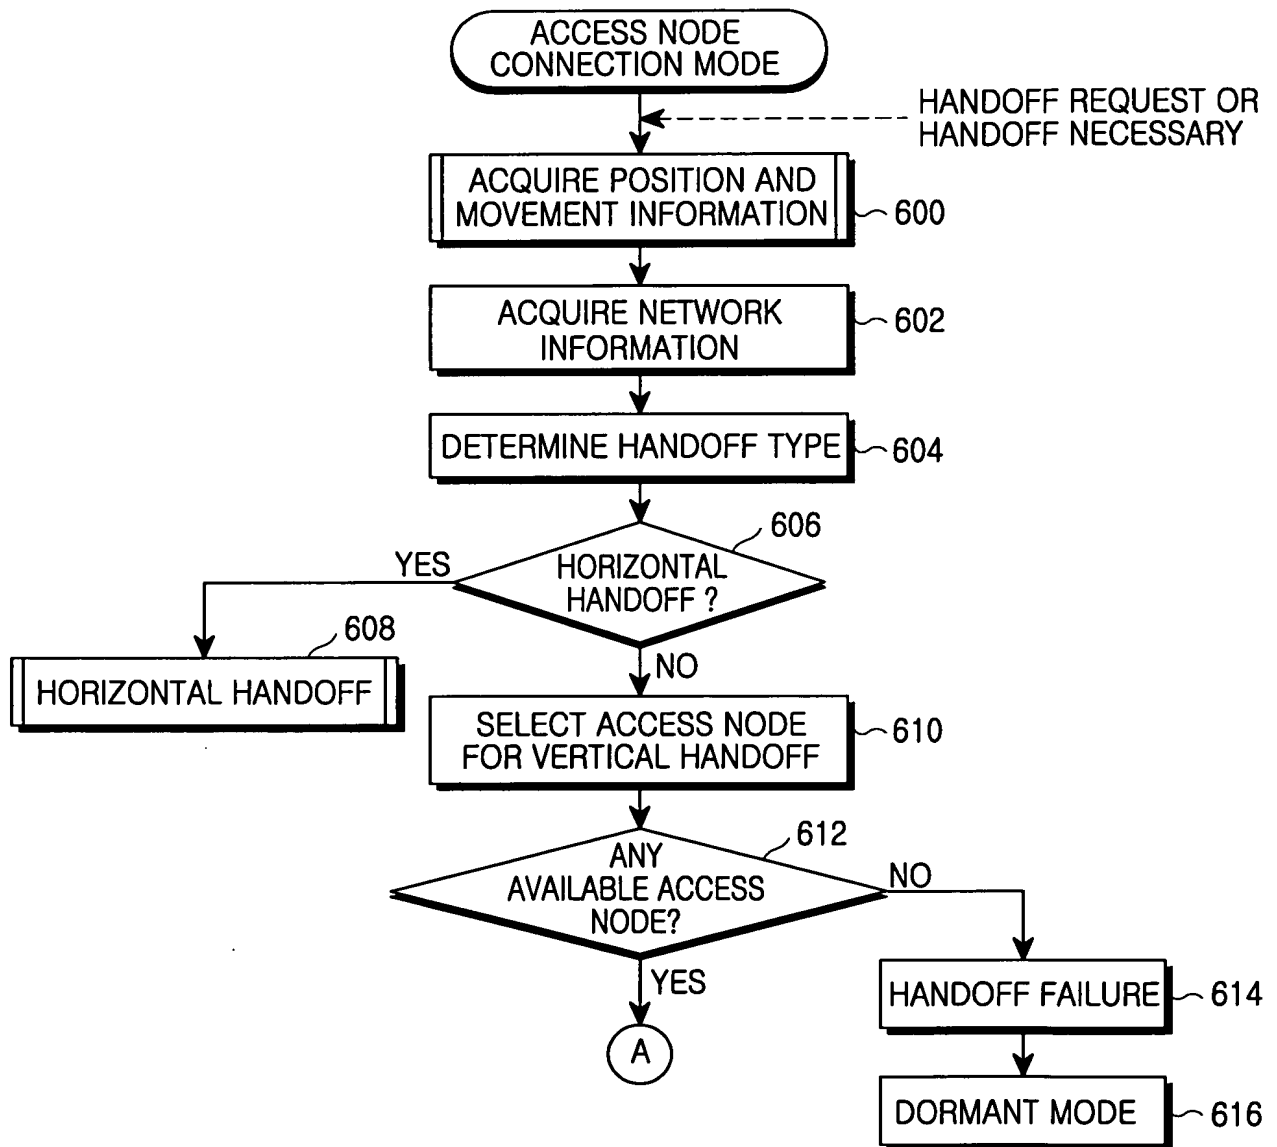 ACCESS NODE
CONNECTION MODE
HANDOFF REQUEST OR
HANDOFF NECESSARY
ACQUIRE POSITION AND
MOVEMENT INFORMATION
600
ACQUIRE NETWORK
INFORMATION
602
DETERMINE HANDOFF TYPE
604
606
YES
HORIZONTAL
HANDOFF ?
608
HORIZONTAL HANDOFF
NO
SELECT ACCESS NODE
FOR VERTICAL HANDOFF
610
612
ANY
AVAILABLE ACCESS
NODE?
NO
YES
HANDOFF FAILURE
614
A
DORMANT MODE
616